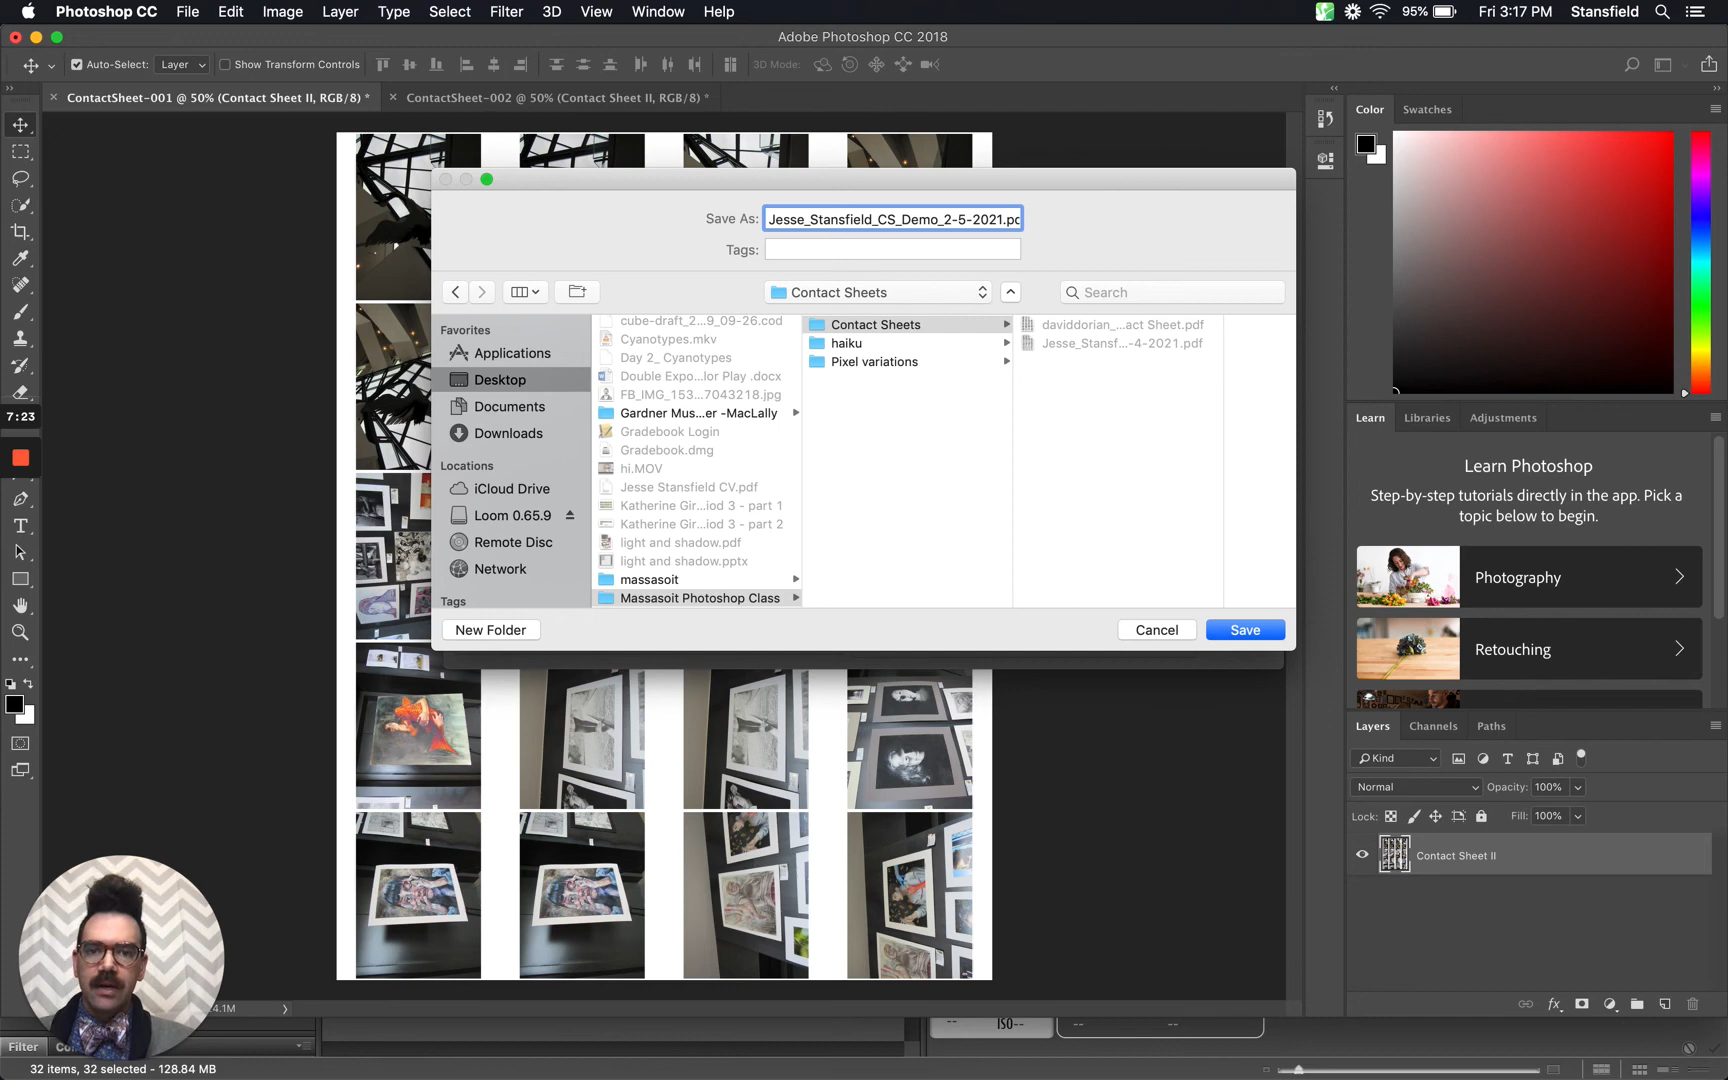 Photoshop CC File Edit Image Layer Type Select Filter 3D View Window Help 95% Fri 3:17 PM Stansfield
Adobe Photoshop CC 2018
Auto-Select: Layer Show Transform Controls 3D Mode:
ContactSheet-001 @ 50% (Contact Sheet II, RGB/8) * ContactSheet-002 @ 50% (Contact Sheet II, RGB/8) *
Color Swatches
Save As: Jesse_Stansfield_CS_Demo_2-5-2021.pd
Tags:
Contact Sheets
Search
Favorites
Applications
Desktop
Documents
Downloads
Locations
iCloud Drive
Loom 0.65.9
Remote Disc
Network
Tags
cube-draft_2...9_09-26.cod
Cyanotypes.mkv
Day 2_ Cyanotypes
Double Expo...lor Play .docx
FB_IMG_153...7043218.jpg
Gardner Mus...er -MacLally
Gradebook Login
Gradebook.dmg
hi.MOV
Jesse Stansfield CV.pdf
Katherine Gir...iod 3 - part 1
Katherine Gir...iod 3 - part 2
light and shadow.pdf
light and shadow.pptx
massasoit
Massasoit Photoshop Class
Contact Sheets
haiku
Pixel variations
daviddorian_...act Sheet.pdf
Jesse_Stansf...-4-2021.pdf
New Folder
Cancel
Save
7:23
Learn Libraries Adjustments
Learn Photoshop
Step-by-step tutorials directly in the app. Pick a
topic below to begin.
Photography
Retouching
Layers Channels Paths
Kind
Normal Opacity: 100%
Lock: Fill: 100%
Contact Sheet II
4.1M
-- ISO-- -- --
Filter Co
32 items, 32 selected - 128.84 MB